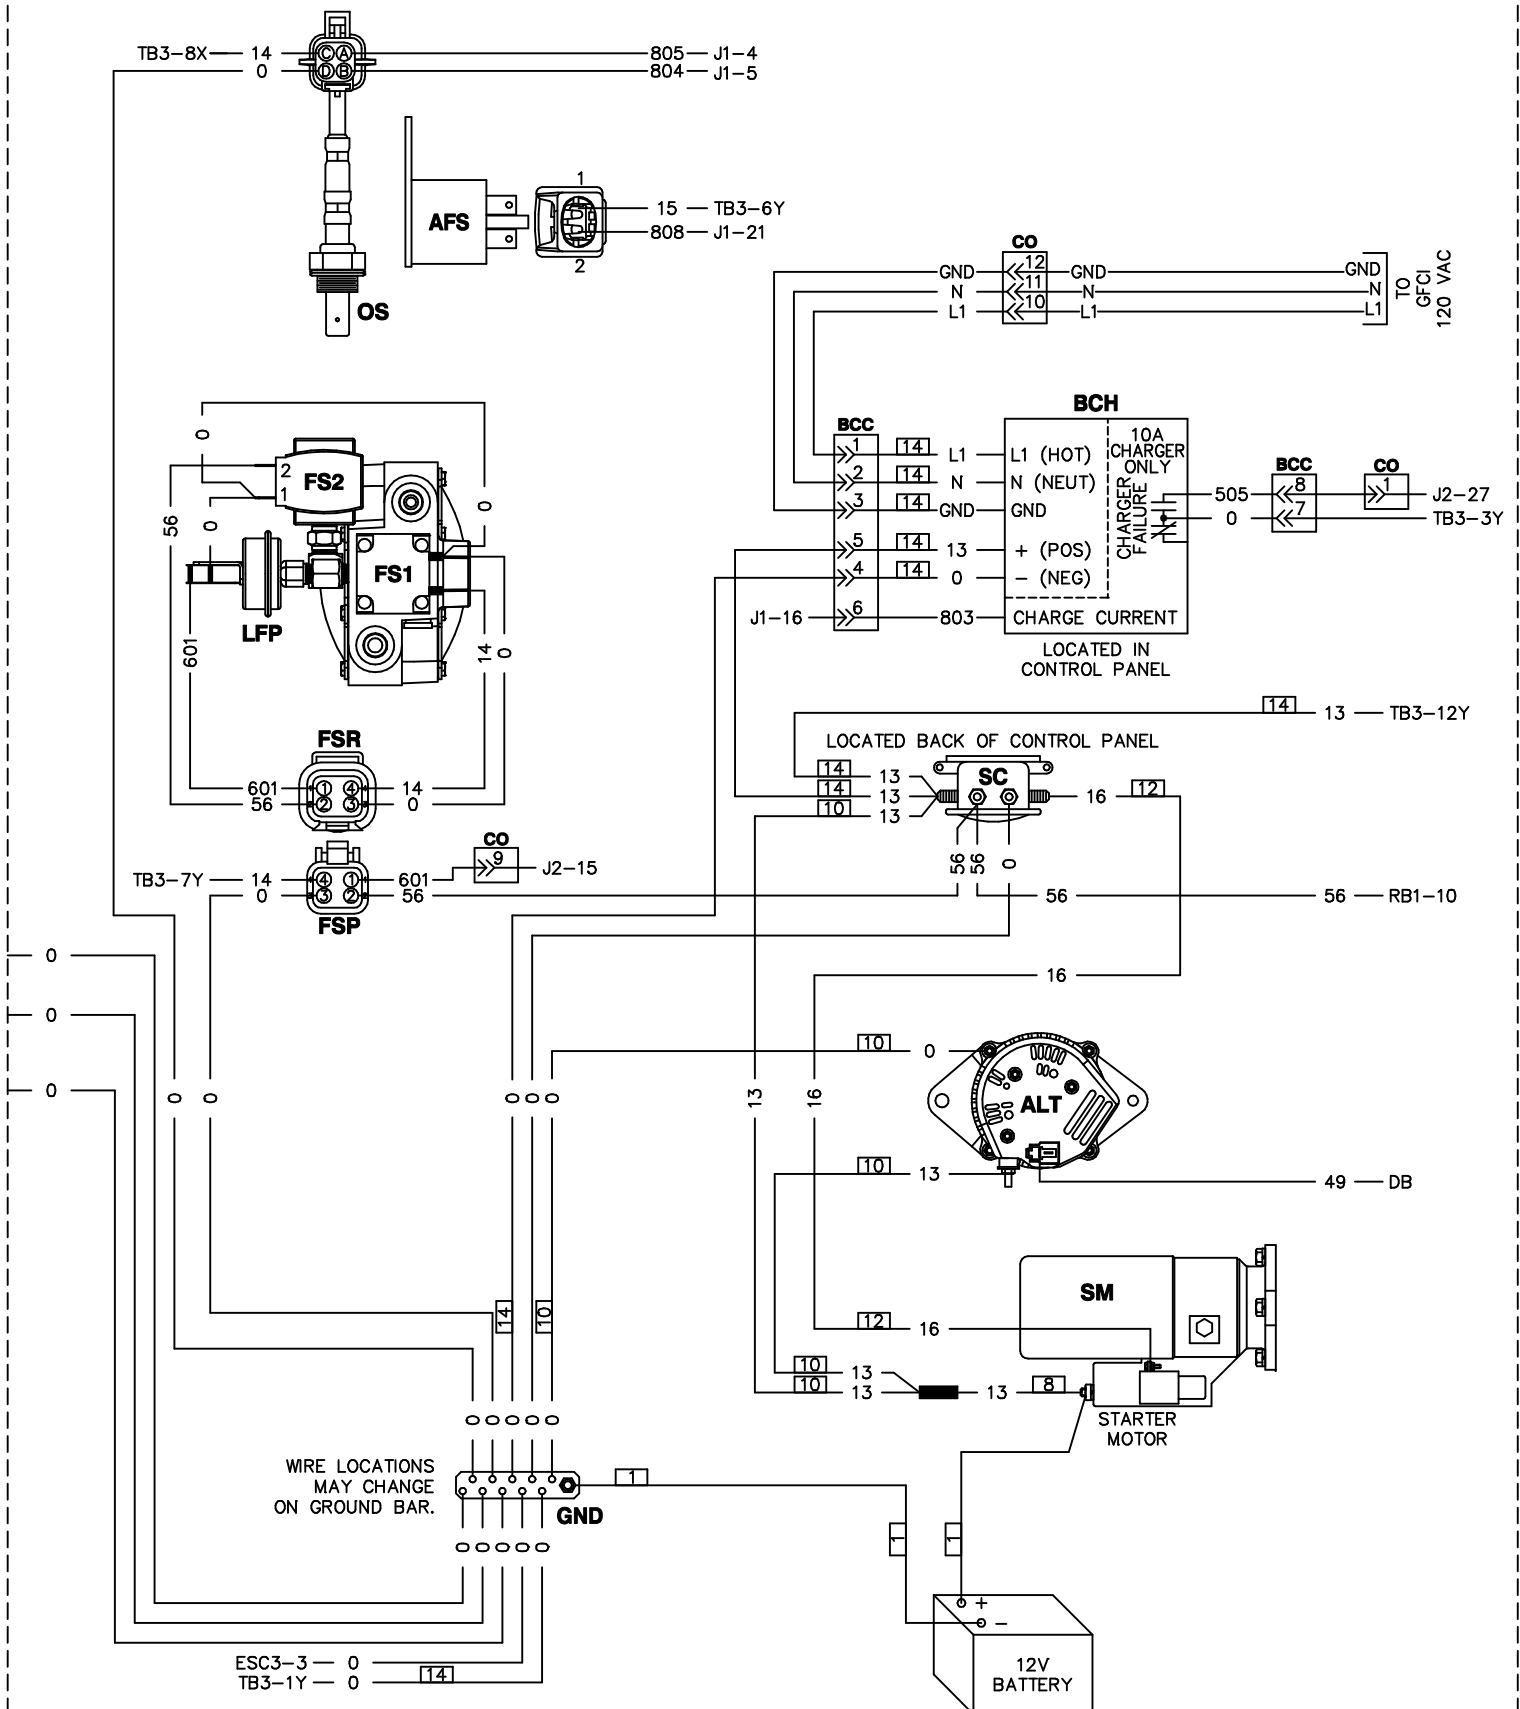 TB3-8X 14 C A 805 J1-4
0 D B 804 J1-5
OS
AFS
1
15 TB3-6Y
808 J1-21
2
CO
GND 12 GND GND
N 11 N N
L1 10 L1 L1
TO
GFCI
120 VAC
BCH
BCC
1 14 L1 L1 (HOT)
2 14 N N (NEUT)
3 14 GND GND
5 14 13 + (POS)
4 14 0 − (NEG)
J1-16 6 803 CHARGE CURRENT
10A
CHARGER
ONLY
CHARGER
FAILURE
BCC
CO
505 8 1 J2-27
0 7 TB3-3Y
LOCATED IN
CONTROL PANEL
0
2
1
FS2
56
0
0
FS1
LFP
601
14
0
FSR
601 1 4 14
56 2 3 0
CO
9 J2-15
TB3-7Y 14 4 1 601
0 3 2 56
FSP
14 13 TB3-12Y
LOCATED BACK OF CONTROL PANEL
SC
14 13
14 13
10 13
16 12
56 56 0
56 56 RB1-10
16
0
0
0
10 0
ALT
0 0 0 0 0
13
16
10 13
49 DB
SM
12 16
14
10
10 13
10 13
13 8
STARTER
MOTOR
0 0 0 0 0
WIRE LOCATIONS
MAY CHANGE
ON GROUND BAR.
GND
1
0 0 0 0 0
1
1
+
−
12V
BATTERY
ESC3-3 0
TB3-1Y 0 14